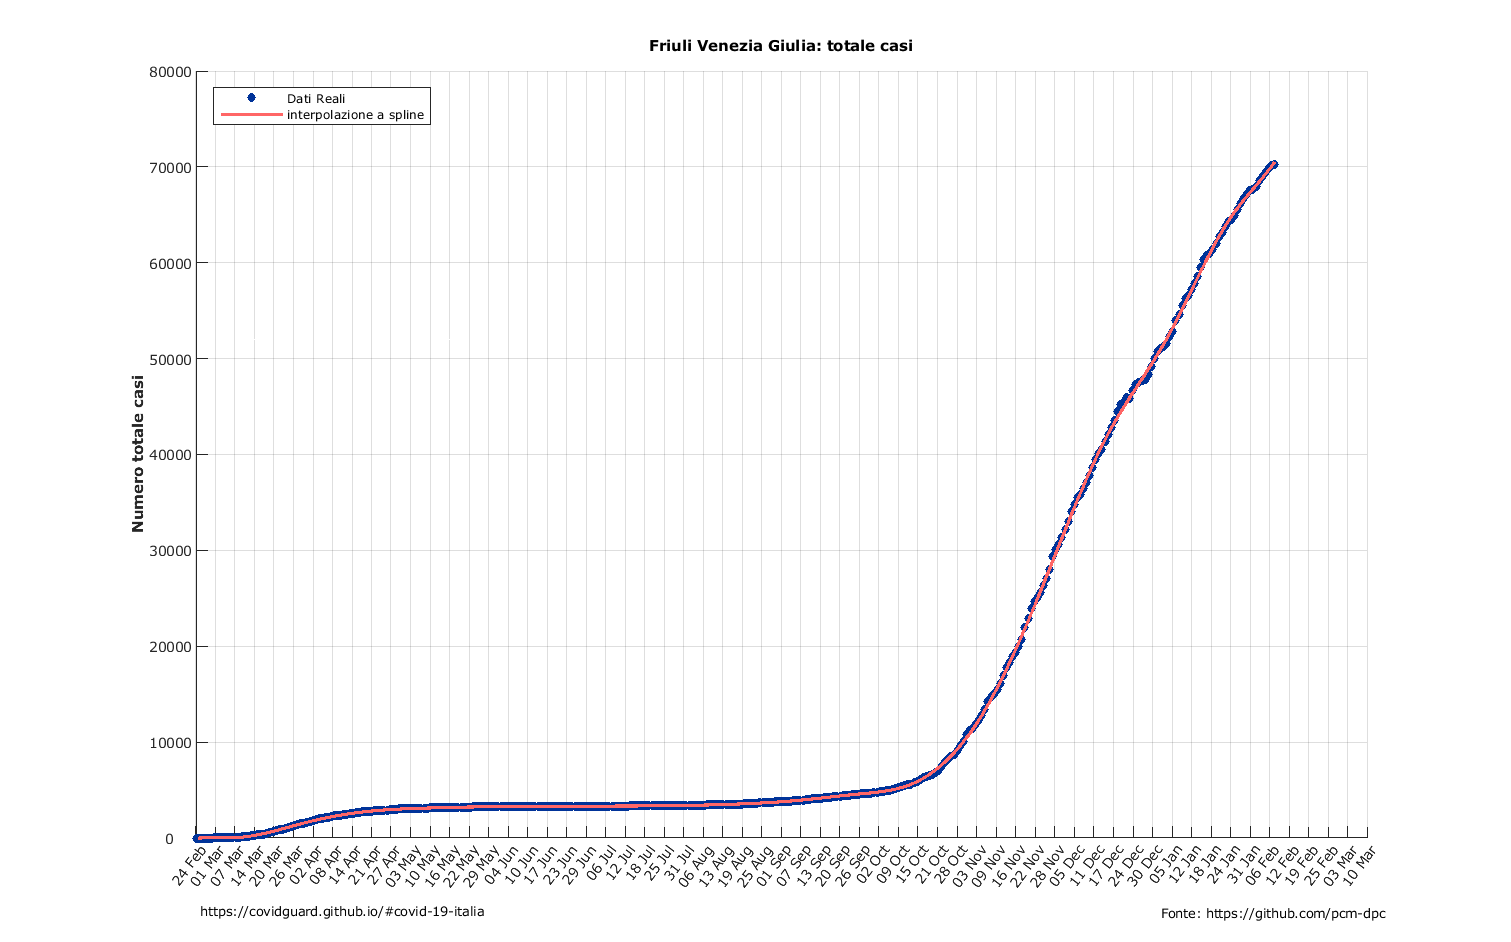 Friuli Venezia Giulia: totale casi
Dati Reali
interpolazione a spline
Numero totale casi
80000
70000
60000
50000
40000
30000
20000
10000
0
24 Feb
01 Mar
07 Mar
14 Mar
20 Mar
26 Mar
02 Apr
08 Apr
14 Apr
21 Apr
27 Apr
03 May
10 May
16 May
22 May
29 May
04 Jun
10 Jun
17 Jun
23 Jun
29 Jun
06 Jul
12 Jul
18 Jul
25 Jul
31 Jul
06 Aug
13 Aug
19 Aug
25 Aug
01 Sep
07 Sep
13 Sep
20 Sep
26 Sep
02 Oct
09 Oct
15 Oct
21 Oct
28 Oct
03 Nov
09 Nov
16 Nov
22 Nov
28 Nov
05 Dec
11 Dec
17 Dec
24 Dec
30 Dec
05 Jan
12 Jan
18 Jan
24 Jan
31 Jan
06 Feb
12 Feb
19 Feb
25 Feb
03 Mar
10 Mar
https://covidguard.github.io/#covid-19-italia
Fonte: https://github.com/pcm-dpc